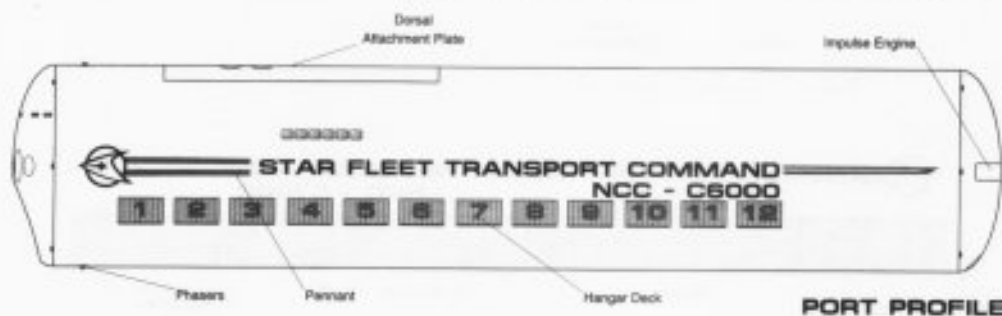 Dorsal
Attachment Plate
Impulse Engine
STAR FLEET TRANSPORT COMMAND
NCC - C6000
1 2 3 4 5 6 7 8 9 10 11 12
Phasers
Pennant
Hangar Deck
PORT PROFILE